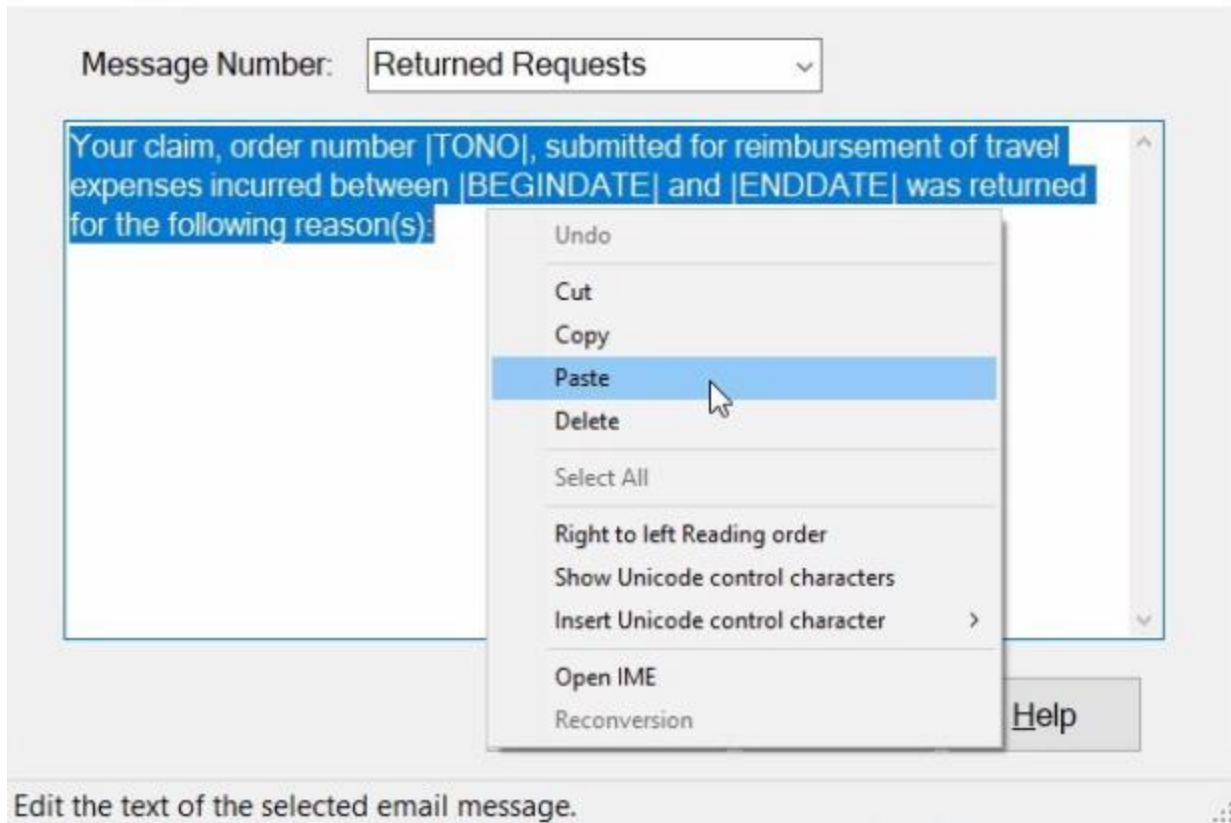 Message Number: Returned Requests
Your claim, order number |TONO|, submitted for reimbursement of travel
expenses incurred between |BEGINDATE| and |ENDDATE| was returned
for the following reason(s):
Undo
Cut
Copy
Paste
Delete
Select All
Right to left Reading order
Show Unicode control characters
Insert Unicode control character
Open IME
Reconversion
Help
Edit the text of the selected email message.